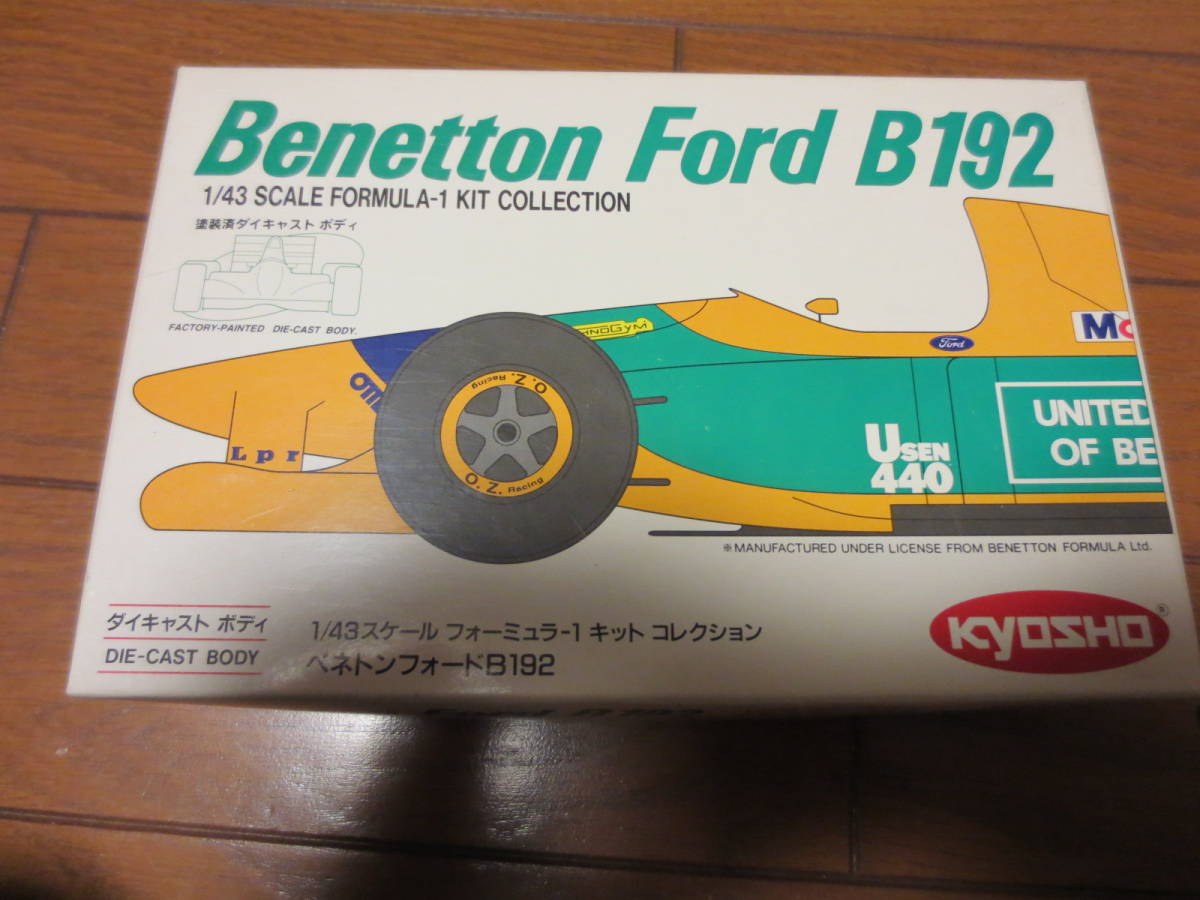 Benetton Ford B192
1/43 SCALE FORMULA-1 KIT COLLECTION
塗装済ダイキャスト ボディ
FACTORY-PAINTED DIE-CAST BODY.
Ford
O.Z. Racing
O.Z. Racing
Lpr
USEN
440
UNITED
OF BE
※MANUFACTURED UNDER LICENSE FROM BENETTON FORMULA Ltd.
ダイキャスト ボディ
DIE-CAST BODY
1/43スケール フォーミュラ-1 キット コレクション
ベネトンフォードB192
KYOSHO
®